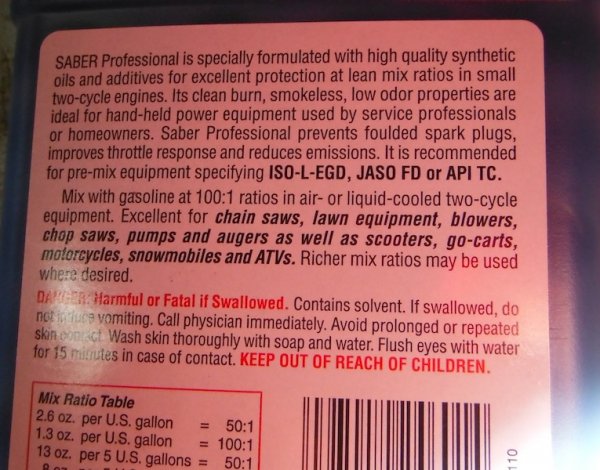 SABER Professional is specially formulated with high quality synthetic
oils and additives for excellent protection at lean mix ratios in small
two-cycle engines. Its clean burn, smokeless, low odor properties are
ideal for hand-held power equipment used by service professionals
or homeowners. Saber Professional prevents foulded spark plugs,
improves throttle response and reduces emissions. It is recommended
for pre-mix equipment specifying ISO-L-EGD, JASO FD or API TC.
Mix with gasoline at 100:1 ratios in air- or liquid-cooled two-cycle
equipment. Excellent for chain saws, lawn equipment, blowers,
chop saws, pumps and augers as well as scooters, go-carts,
motorcycles, snowmobiles and ATVs. Richer mix ratios may be used
where desired.
DANGER: Harmful or Fatal if Swallowed. Contains solvent. If swallowed, do
not induce vomiting. Call physician immediately. Avoid prolonged or repeated
skin contact. Wash skin thoroughly with soap and water. Flush eyes with water
for 15 minutes in case of contact. KEEP OUT OF REACH OF CHILDREN.
Mix Ratio Table
2.6 oz. per U.S. gallon = 50:1
1.3 oz. per U.S. gallon = 100:1
13 oz. per 5 U.S. gallons = 50:1
110